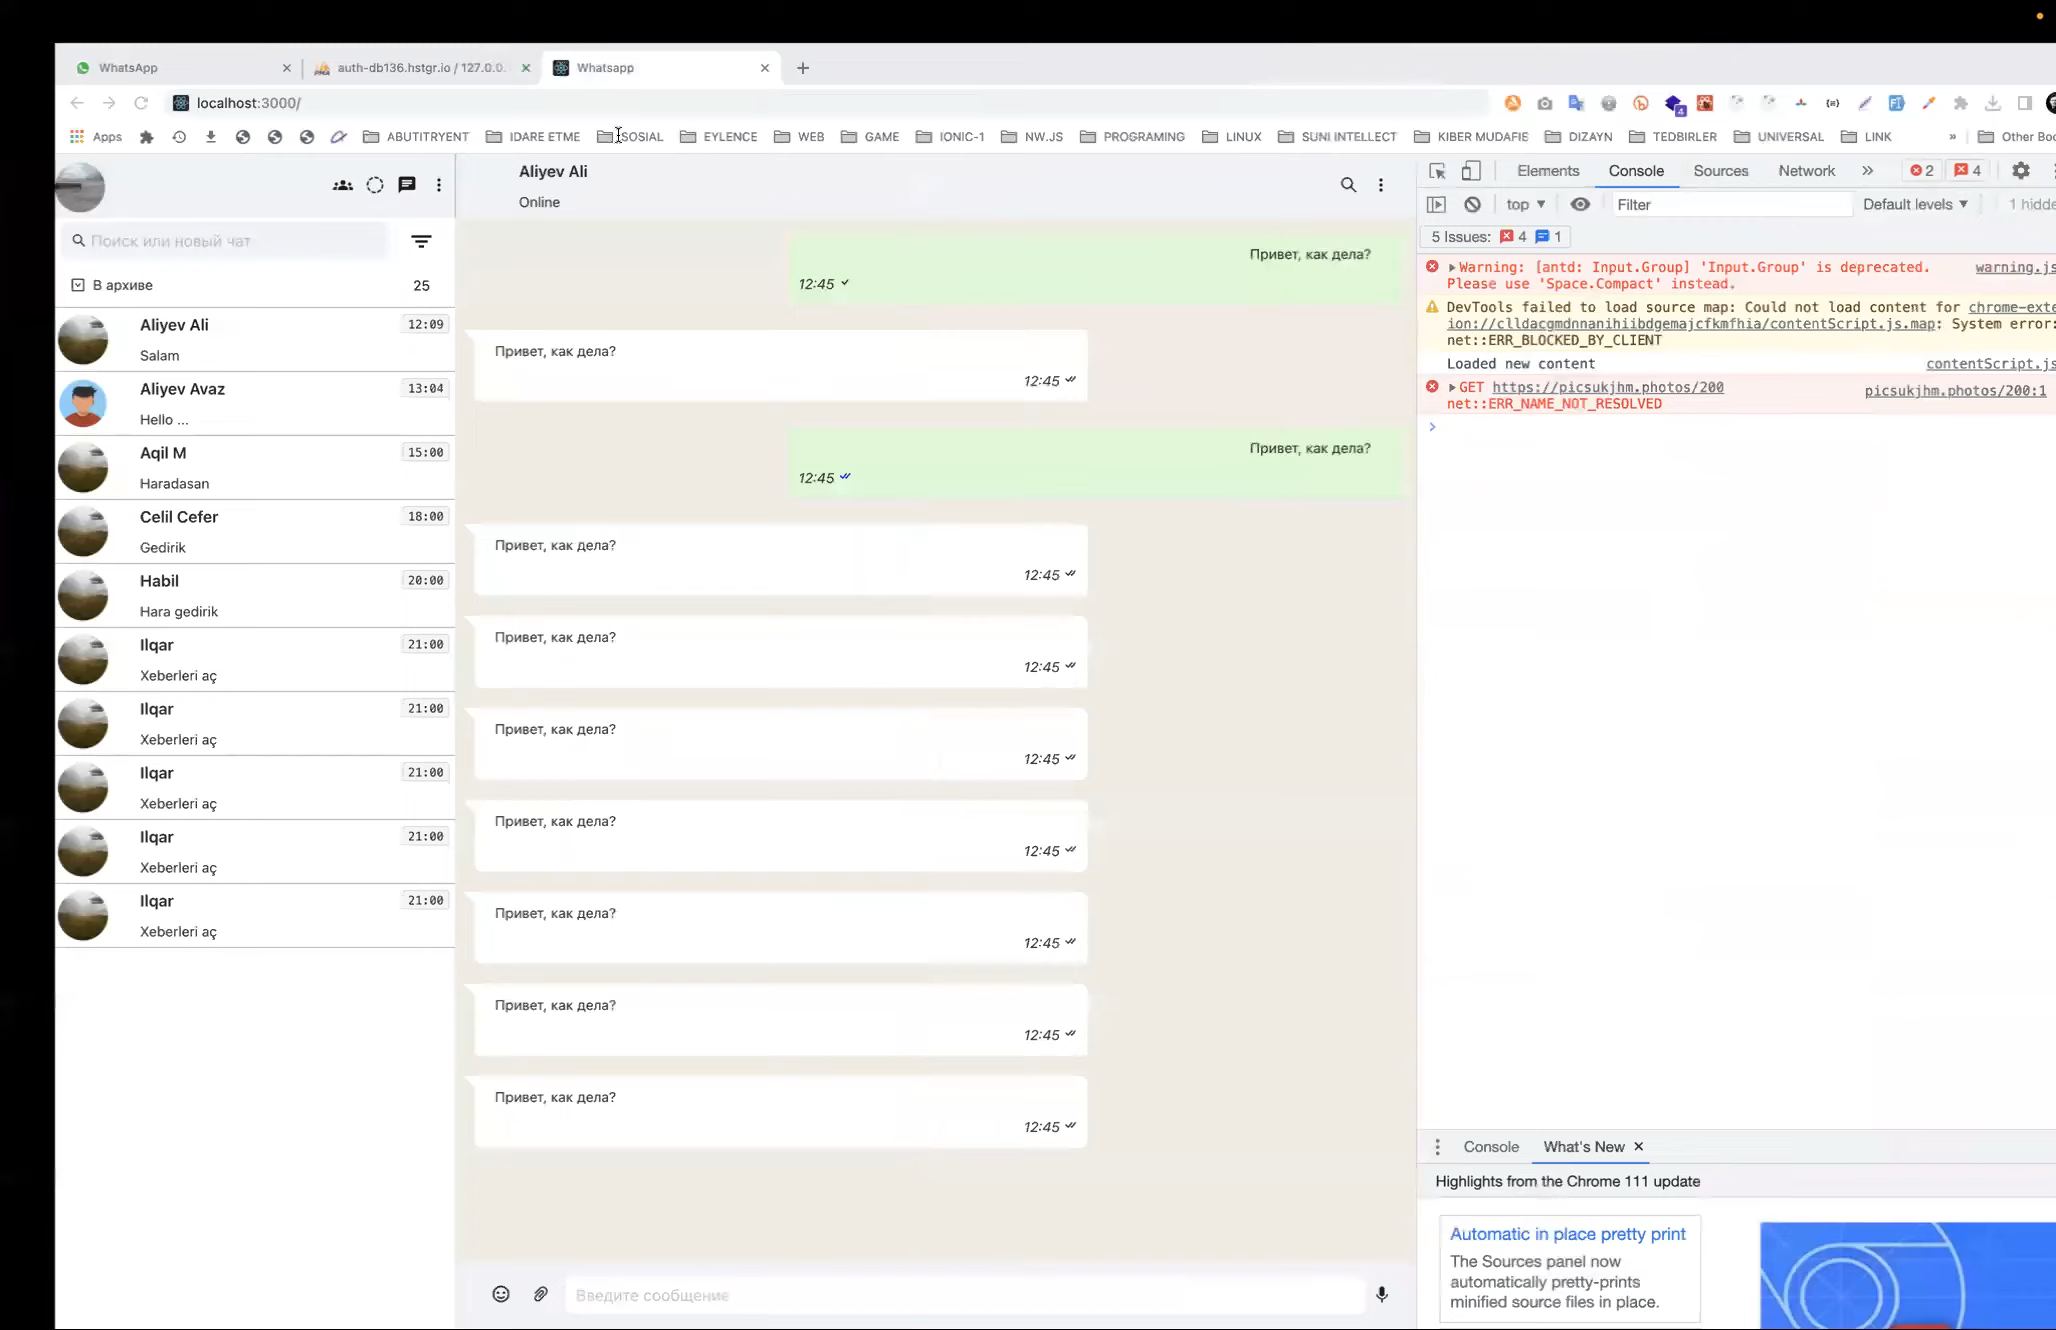 WhatsApp
auth-db136.hstgr.io / 127.0.0.
Whatsapp
localhost:3000/
Apps
ABUTITRYENT
IDARE ETME
SOSIAL
EYLENCE
WEB
GAME
IONIC-1
NW.JS
PROGRAMING
LINUX
SUNI INTELLECT
KIBER MUDAFIE
DIZAYN
TEDBIRLER
UNIVERSAL
LINK
»
Other Boo
Поиск или новый чат
В архиве 25
Aliyev Ali 12:09
Salam
Aliyev Avaz 13:04
Hello ...
Aqil M 15:00
Haradasan
Celil Cefer 18:00
Gedirik
Habil 20:00
Hara gedirik
Ilqar 21:00
Xeberleri aç
Ilqar 21:00
Xeberleri aç
Ilqar 21:00
Xeberleri aç
Ilqar 21:00
Xeberleri aç
Ilqar 21:00
Xeberleri aç
Aliyev Ali
Online
Привет, как дела?
12:45
Привет, как дела?
12:45
Привет, как дела?
12:45
Привет, как дела?
12:45
Привет, как дела?
12:45
Привет, как дела?
12:45
Привет, как дела?
12:45
Привет, как дела?
12:45
Привет, как дела?
12:45
Привет, как дела?
12:45
Введите сообщение
Elements Console Sources Network » 2 4
top ▼ Filter Default levels ▼ 1 hidde
5 Issues: 4 1
Warning: [antd: Input.Group] 'Input.Group' is deprecated. warning.js
Please use 'Space.Compact' instead.
DevTools failed to load source map: Could not load content for chrome-exte
ion://clldacgmdnnanihiibdgemajcfkmfhia/contentScript.js.map: System error:
net::ERR_BLOCKED_BY_CLIENT
Loaded new content contentScript.js
GET https://picsukjhm.photos/200 picsukjhm.photos/200:1
net::ERR_NAME_NOT_RESOLVED
Console What's New
Highlights from the Chrome 111 update
Automatic in place pretty print
The Sources panel now
automatically pretty-prints
minified source files in place.